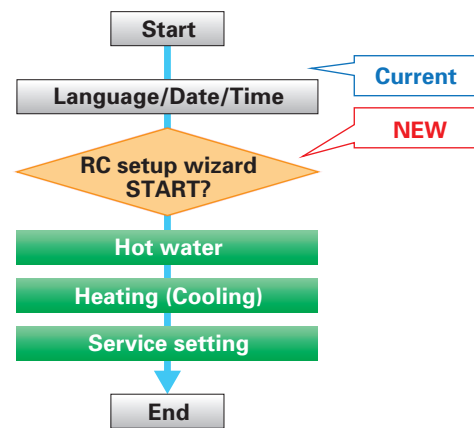 Start
Current
Language/Date/Time
NEW
RC setup wizard
START?
Hot water
Heating (Cooling)
Service setting
End